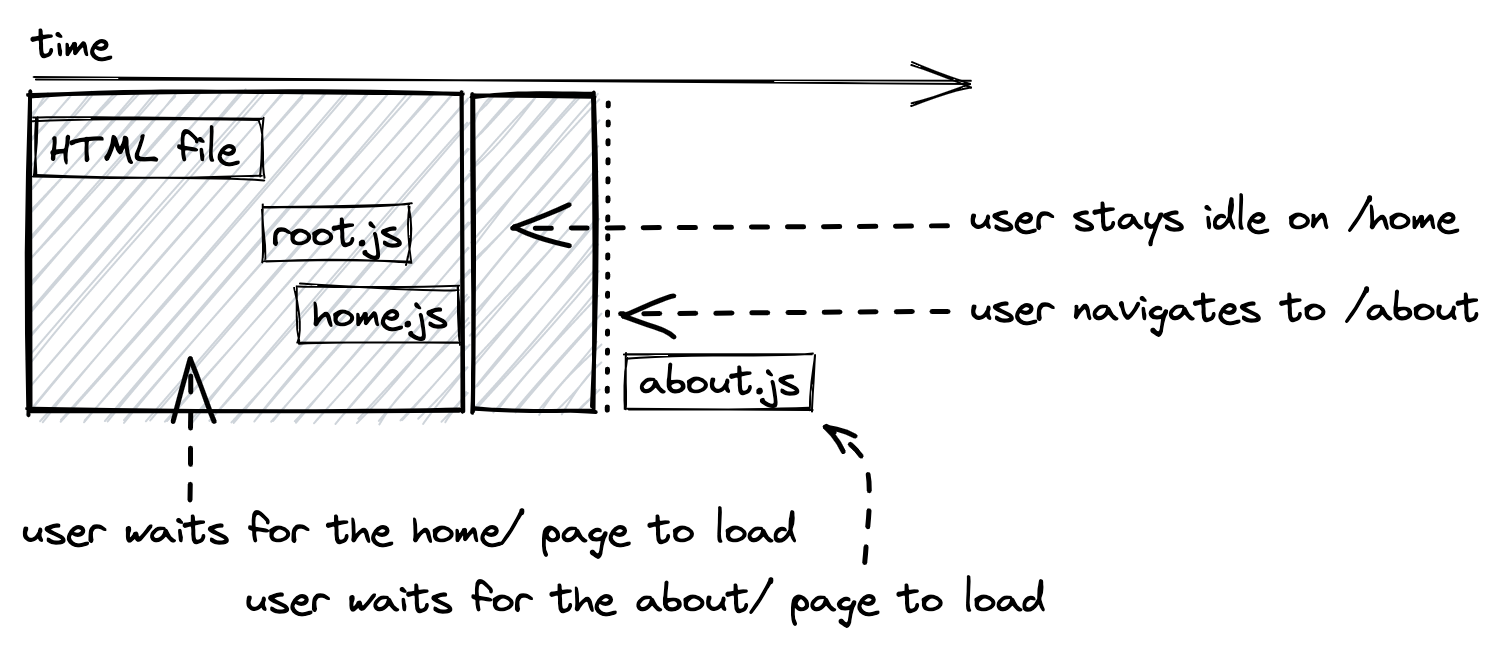 time
HTML file
root.js
user stays idle on /home
home.js
user navigates to /about
about.js
user waits for the home/ page to load
user waits for the about/ page to load